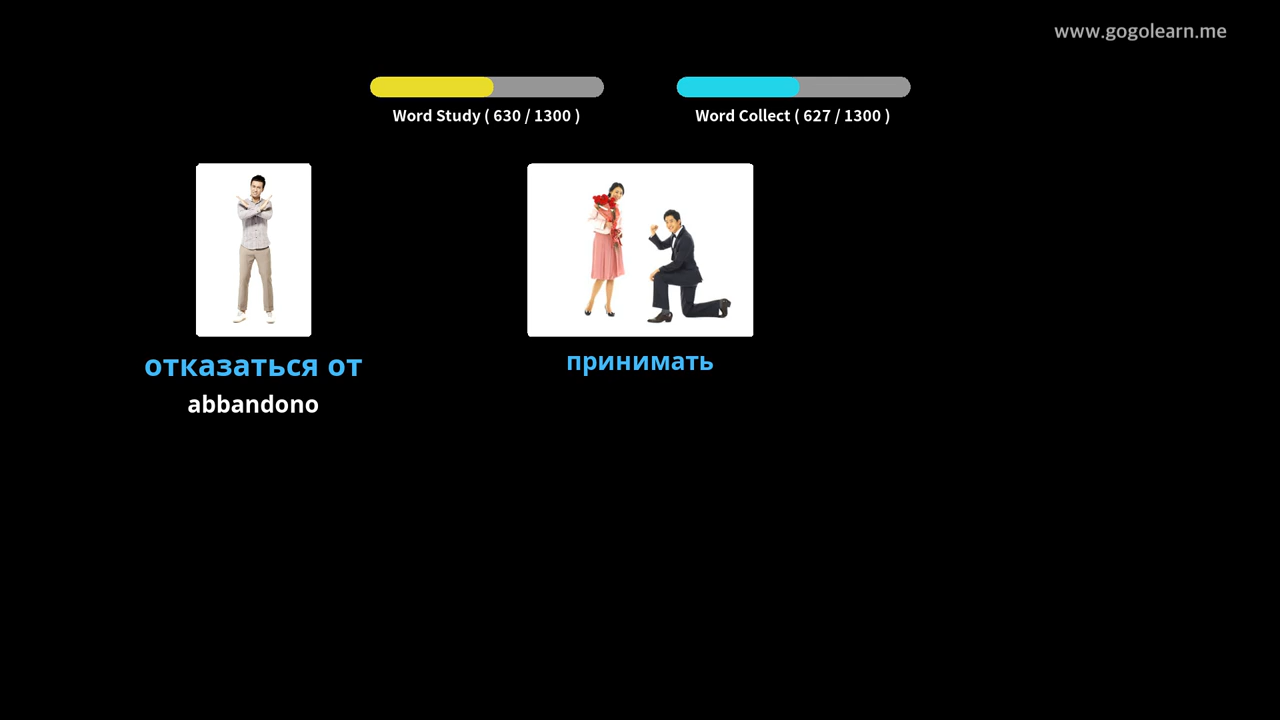 www.gogolearn.me
Word Study ( 630 / 1300 )
Word Collect ( 627 / 1300 )
отказаться от
abbandono
принимать